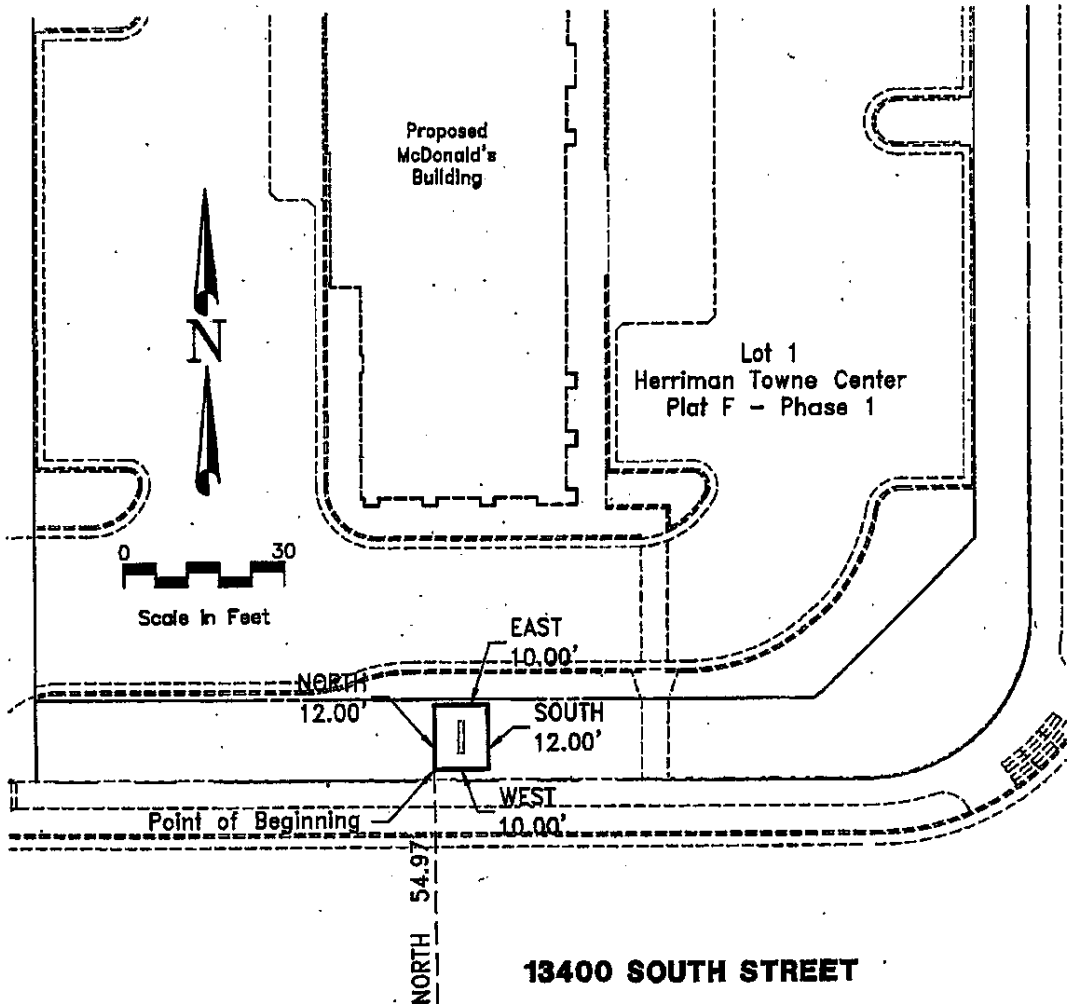 Proposed
McDonald's
Building
N
Lot 1
Herriman Towne Center
Plat F - Phase 1
0 30
Scale in Feet
EAST
10.00'
NORTH
12.00'
SOUTH
12.00'
WEST
10.00'
Point of Beginning
NORTH 54.97'
13400 SOUTH STREET